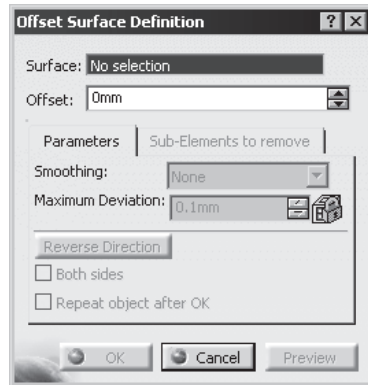 Offset Surface Definition
Surface: No selection
Offset: 0mm
Parameters Sub-Elements to remove
Smoothing: None
Maximum Deviation: 0.1mm
Reverse Direction
Both sides
Repeat object after OK
OK Cancel Preview